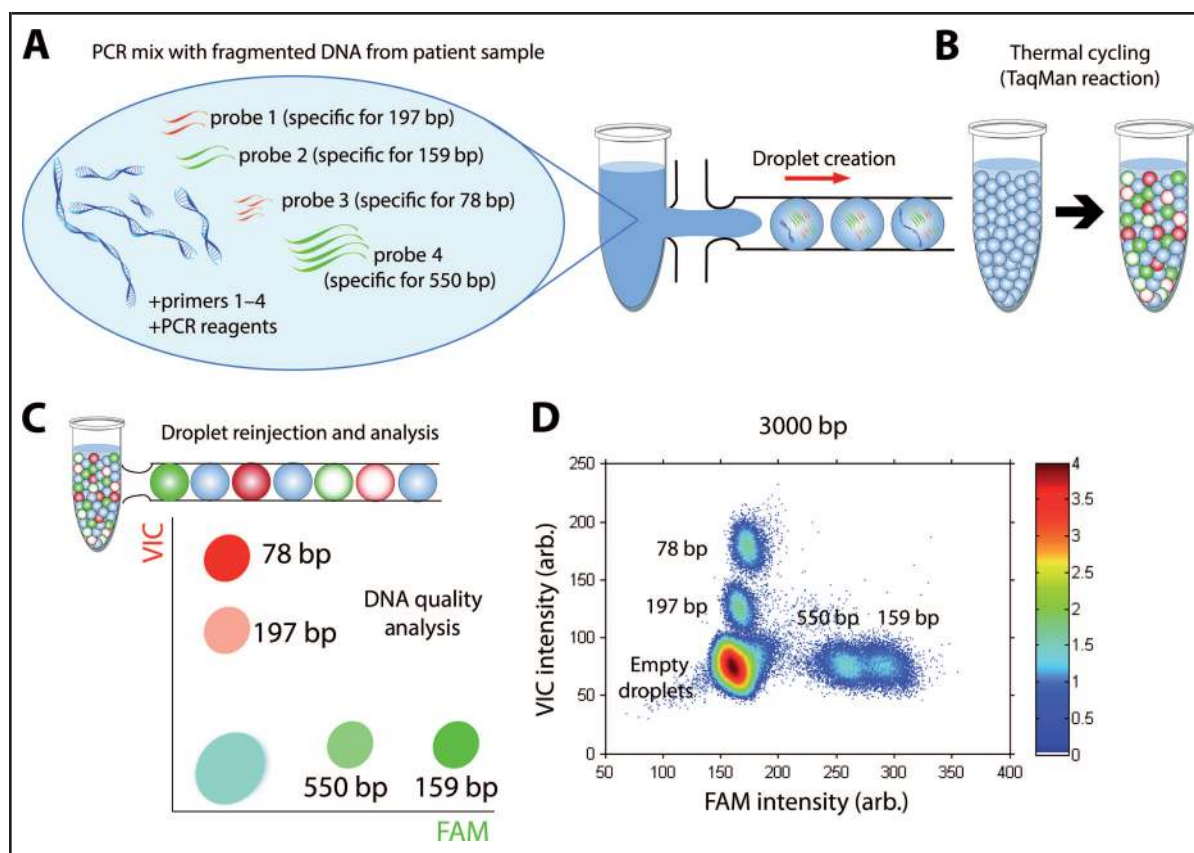 A
PCR mix with fragmented DNA from patient sample
probe 1 (specific for 197 bp)
probe 2 (specific for 159 bp)
probe 3 (specific for 78 bp)
probe 4
(specific for 550 bp)
+primers 1–4
+PCR reagents
Droplet creation
B
Thermal cycling
(TaqMan reaction)
C
Droplet reinjection and analysis
VIC
78 bp
197 bp
DNA quality
analysis
550 bp
159 bp
FAM
D
3000 bp
VIC intensity (arb.)
250
200
150
100
50
0
78 bp
197 bp
550 bp
159 bp
Empty
droplets
50
100
150
200
250
300
350
400
FAM intensity (arb.)
4
3.5
3
2.5
2
1.5
1
0.5
0